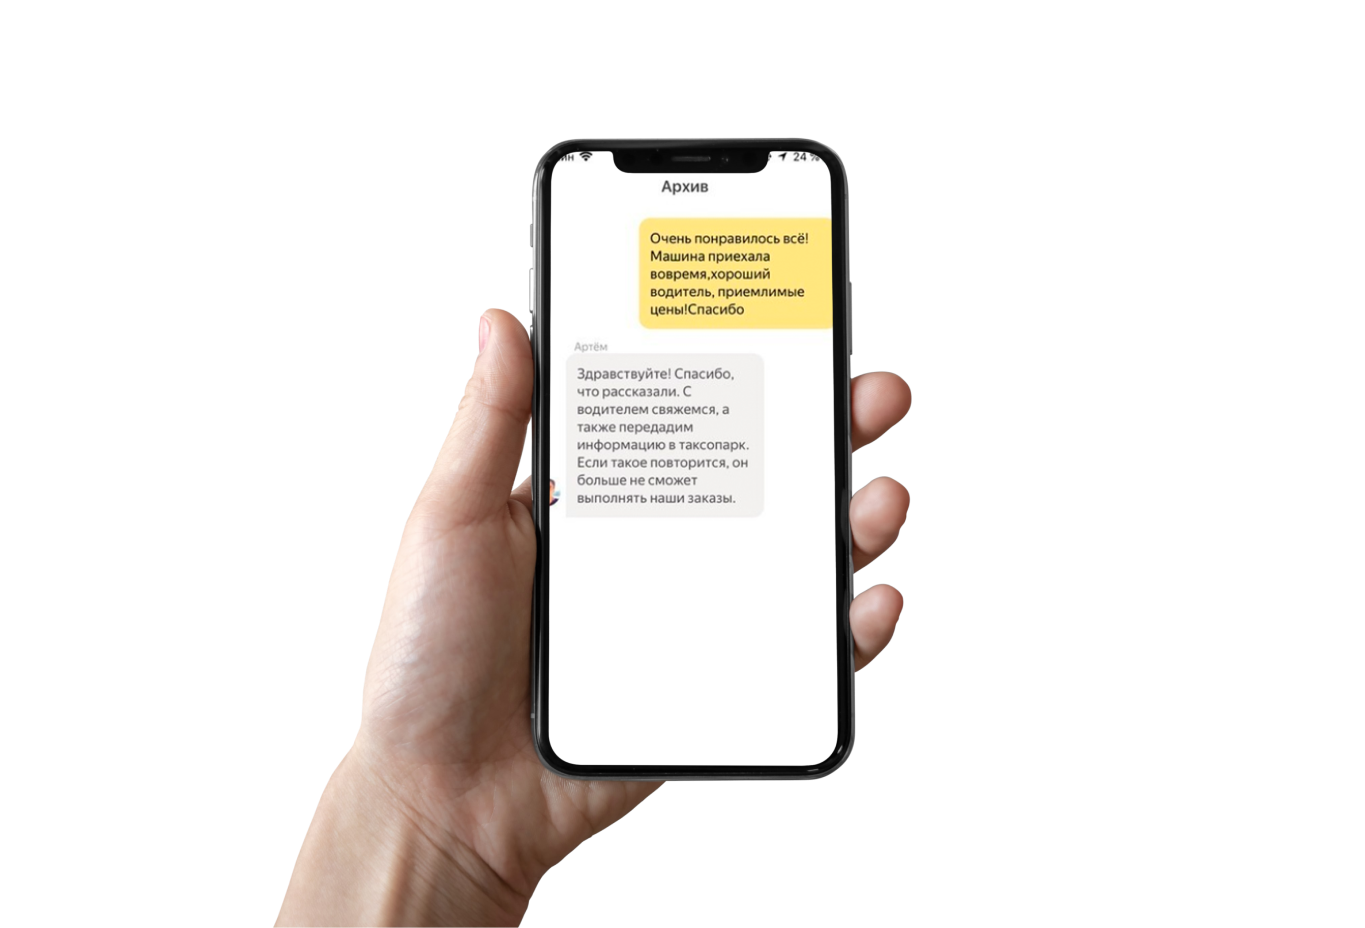 ин 24 %
Архив
Очень понравилось всё!
Машина приехала
вовремя,хороший
водитель, приемлимые
цены!Спасибо
Артём
Здравствуйте! Спасибо,
что рассказали. С
водителем свяжемся, а
также передадим
информацию в таксопарк.
Если такое повторится, он
больше не сможет
выполнять наши заказы.